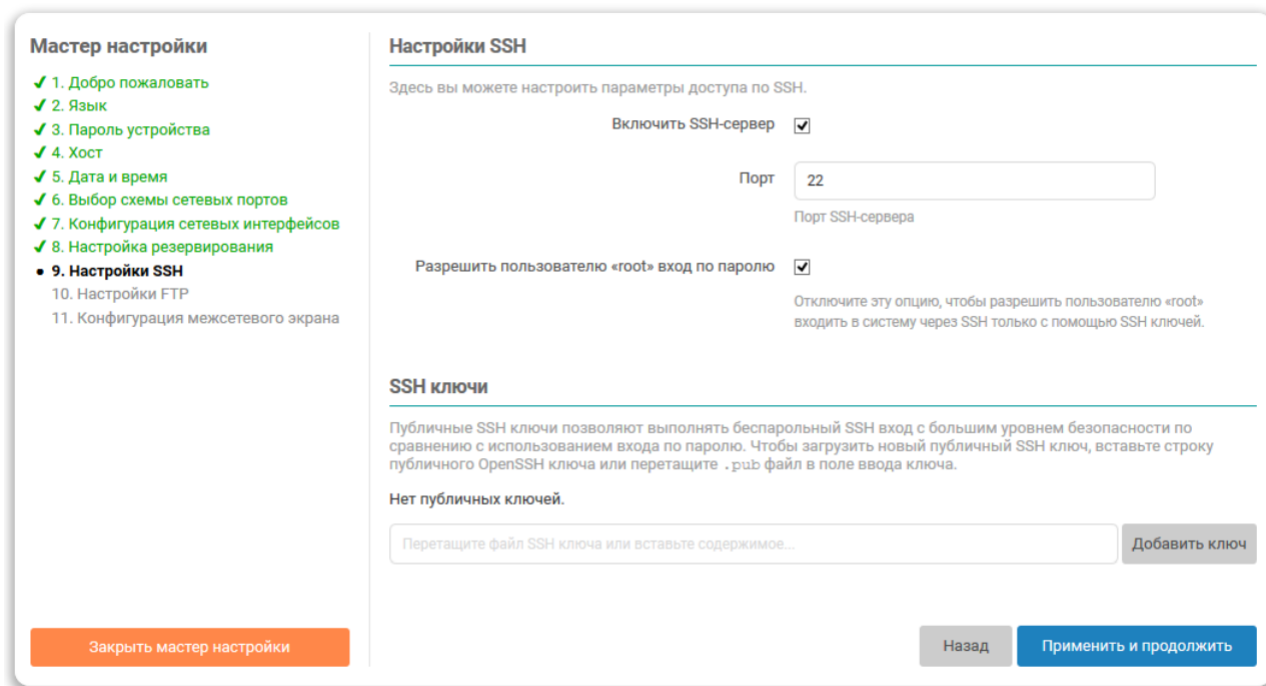 Мастер настройки
✔ 1. Добро пожаловать
✔ 2. Язык
✔ 3. Пароль устройства
✔ 4. Хост
✔ 5. Дата и время
✔ 6. Выбор схемы сетевых портов
✔ 7. Конфигурация сетевых интерфейсов
✔ 8. Настройка резервирования
• 9. Настройки SSH
10. Настройки FTP
11. Конфигурация межсетевого экрана
Закрыть мастер настройки
Настройки SSH
Здесь вы можете настроить параметры доступа по SSH.
Включить SSH-сервер
Порт 22
Порт SSH-сервера
Разрешить пользователю «root» вход по паролю
Отключите эту опцию, чтобы разрешить пользователю «root»
входить в систему через SSH только с помощью SSH ключей.
SSH ключи
Публичные SSH ключи позволяют выполнять беспарольный SSH вход с большим уровнем безопасности по
сравнению с использованием входа по паролю. Чтобы загрузить новый публичный SSH ключ, вставьте строку
публичного OpenSSH ключа или перетащите .pub файл в поле ввода ключа.
Нет публичных ключей.
Перетащите файл SSH ключа или вставьте содержимое...
Добавить ключ
Назад
Применить и продолжить